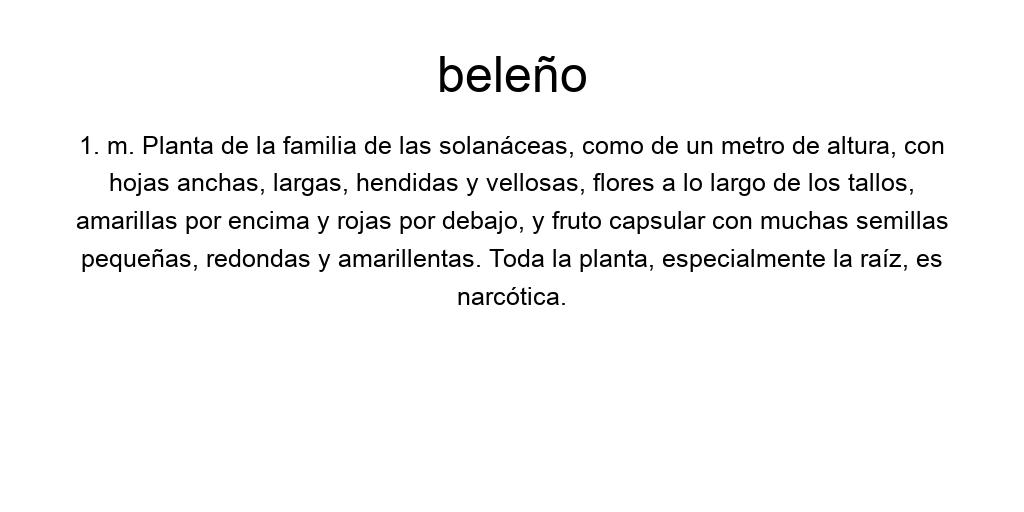 beleño
1. m. Planta de la familia de las solanáceas, como de un metro de altura, con
hojas anchas, largas, hendidas y vellosas, flores a lo largo de los tallos,
amarillas por encima y rojas por debajo, y fruto capsular con muchas semillas
pequeñas, redondas y amarillentas. Toda la planta, especialmente la raíz, es
narcótica.